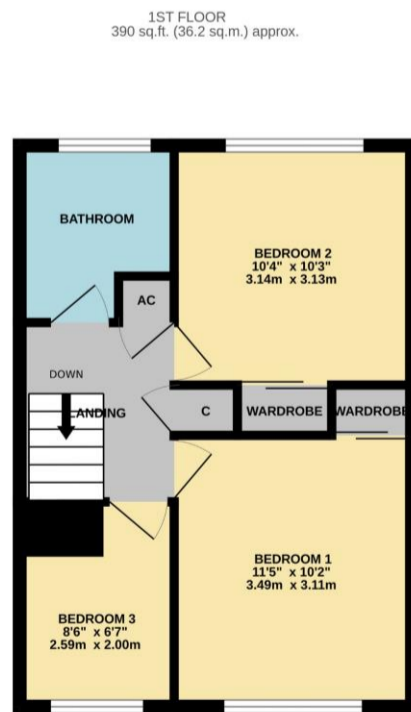 1ST FLOOR
390 sq.ft. (36.2 sq.m.) approx.
BATHROOM
BEDROOM 2
10'4" x 10'3"
3.14m x 3.13m
AC
DOWN
LANDING
C
WARDROBE
WARDROBE
BEDROOM 1
11'5" x 10'2"
3.49m x 3.11m
BEDROOM 3
8'6" x 6'7"
2.59m x 2.00m